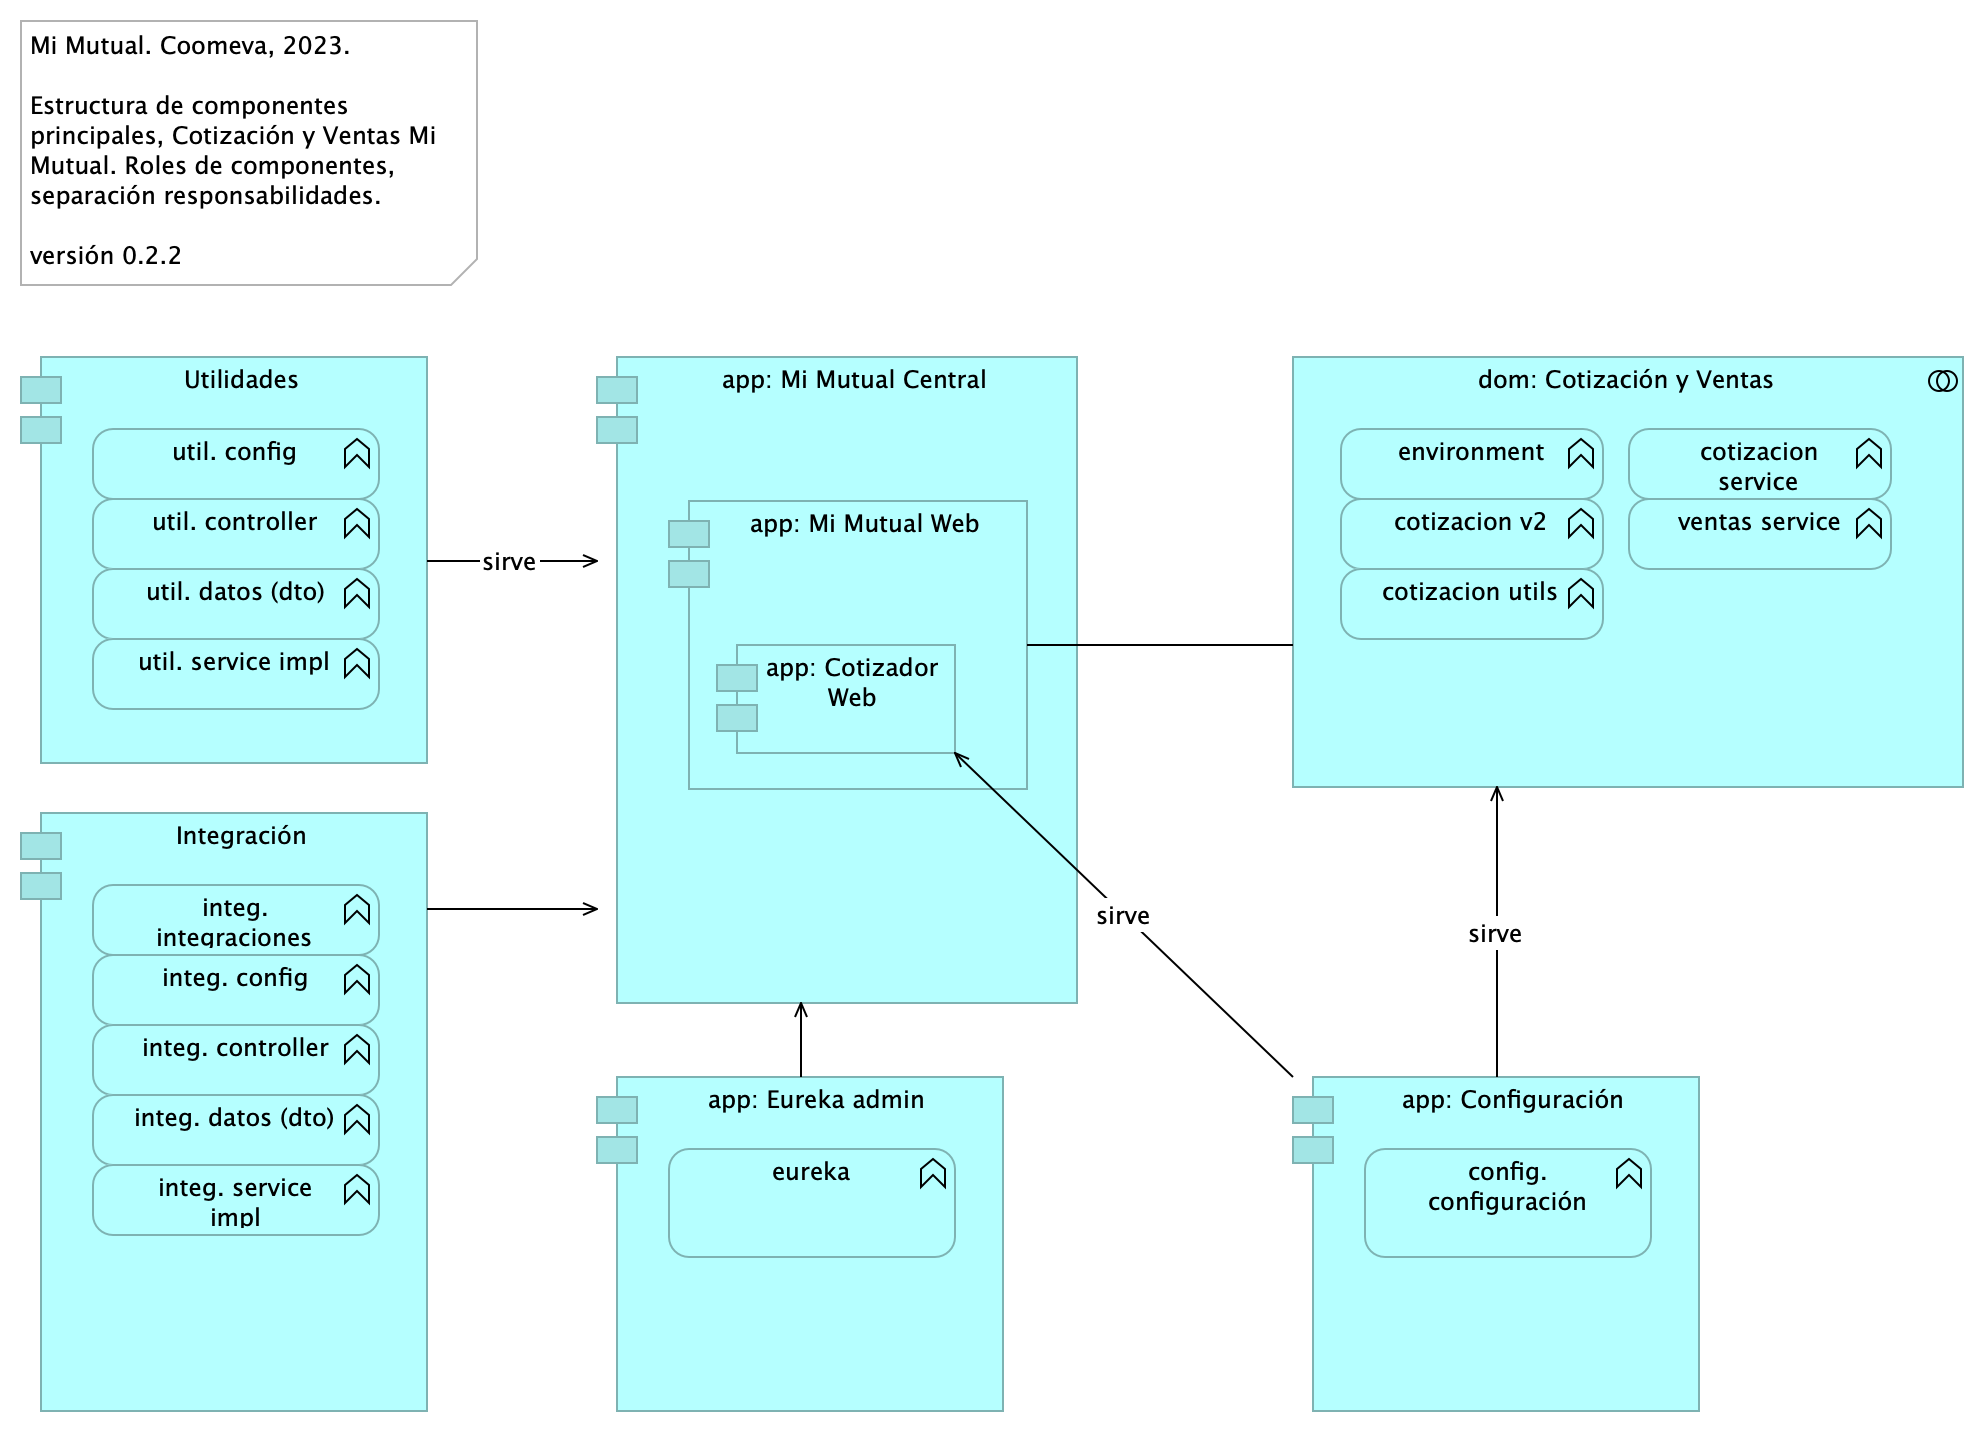 Mi Mutual. Coomeva, 2023.
Estructura de componentes
principales, Cotización y Ventas Mi
Mutual. Roles de componentes,
separación responsabilidades.
versión 0.2.2
Utilidades
util. config
util. controller
util. datos (dto)
util. service impl
sirve
app: Mi Mutual Central
app: Mi Mutual Web
app: Cotizador
Web
dom: Cotización y Ventas
environment
cotizacion v2
cotizacion utils
cotizacion
service
ventas service
Integración
integ.
integraciones
integ. config
integ. controller
integ. datos (dto)
integ. service
impl
sirve
sirve
app: Eureka admin
eureka
app: Configuración
config.
configuración